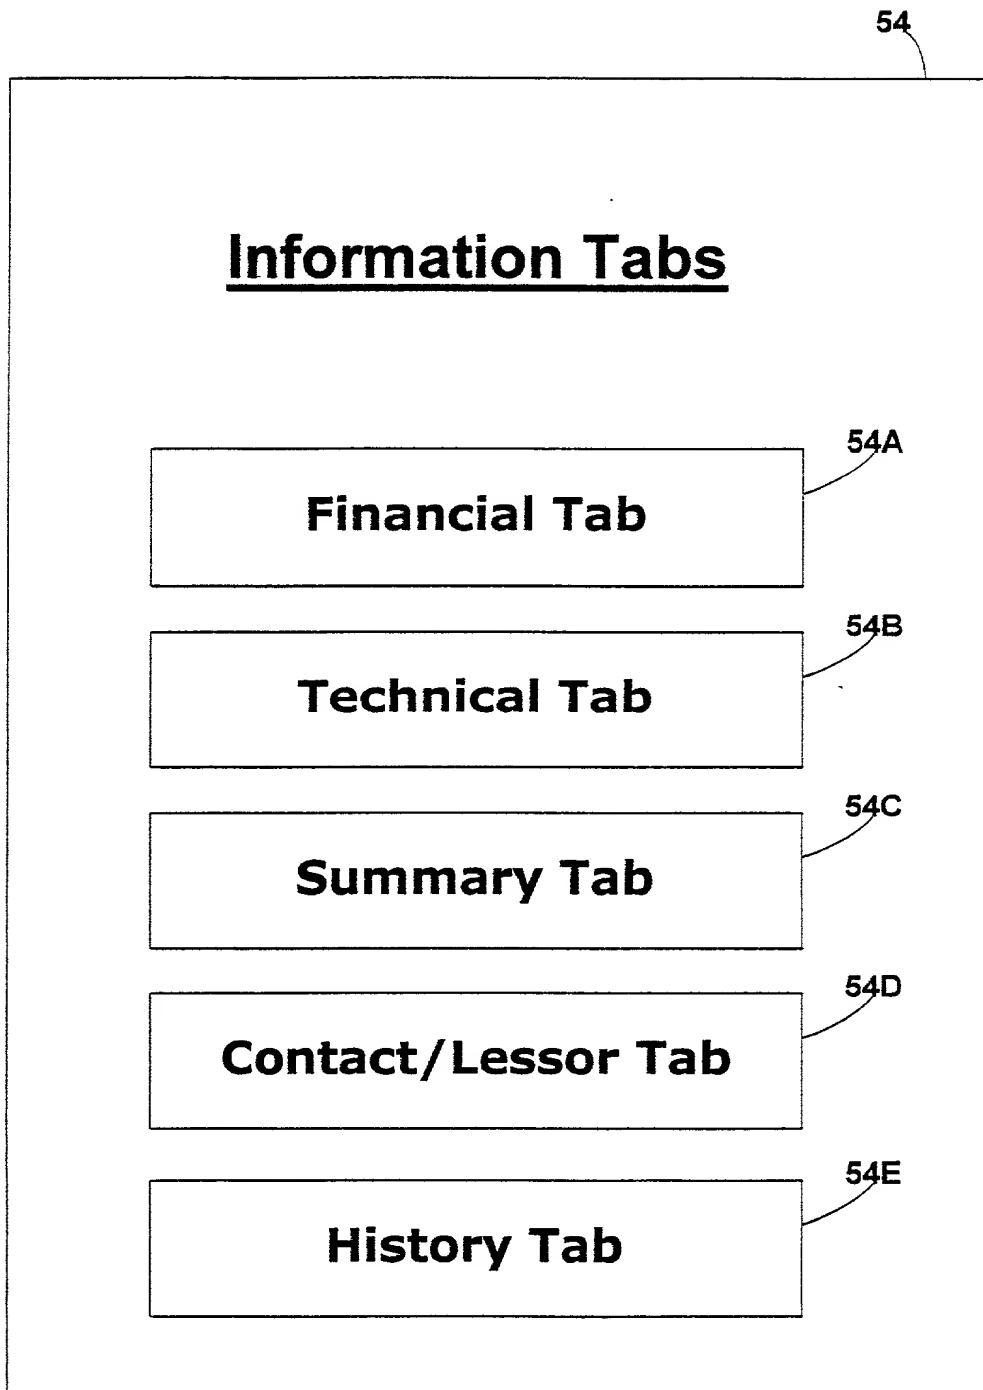 54
Information Tabs
54A
Financial Tab
54B
Technical Tab
54C
Summary Tab
54D
Contact/Lessor Tab
54E
History Tab